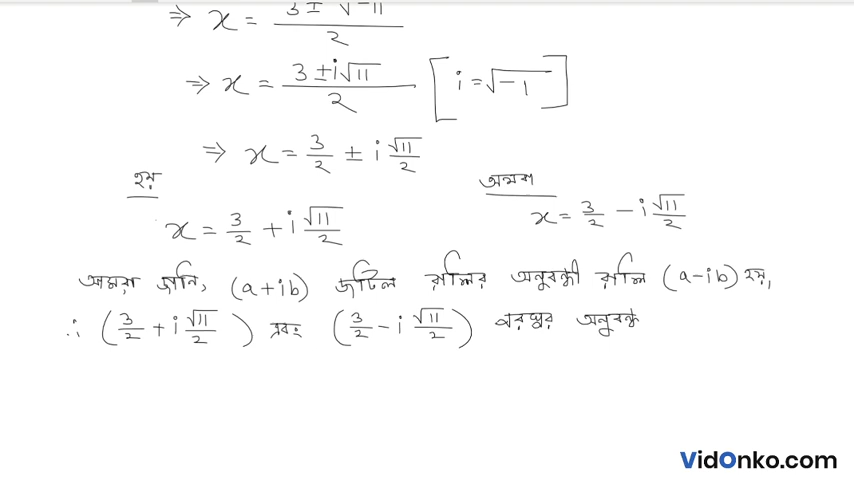 ⇒ x = (3 ± √-11)/2
⇒ x = (3 ± i√11)/2 [i = √-1]
⇒ x = 3/2 ± i √11/2
হয়
x = 3/2 + i √11/2
অথবা
x = 3/2 - i √11/2
আমরা জানি, (a+ib) জটিল রাশির অনুবন্ধী রাশি (a-ib) হয়,
∴ (3/2 + i √11/2) এবং (3/2 - i √11/2) পরস্পর অনুবন্ধ
VidOnko.com